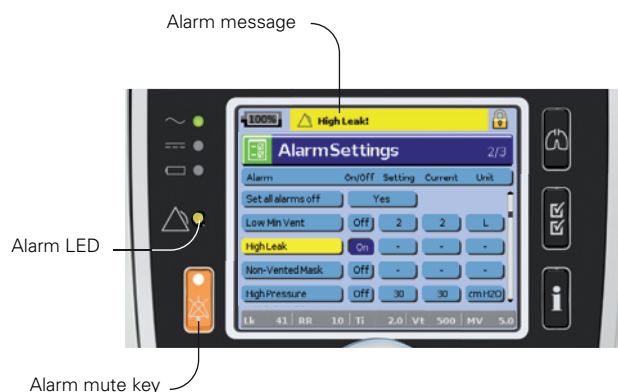 Alarm message
100% High Leak!
Alarm Settings 2/3
Alarm On/Off Setting Current Unit
Set all alarms off Yes
Low Min Vent Off 2 2 L
High Leak On - - -
Non-Vented Mask Off - - -
High Pressure Off 30 30 cmH2O
Lk 41 RR 10 Ti 2.0 Vt 500 MV 5.0
Alarm LED
Alarm mute key
i